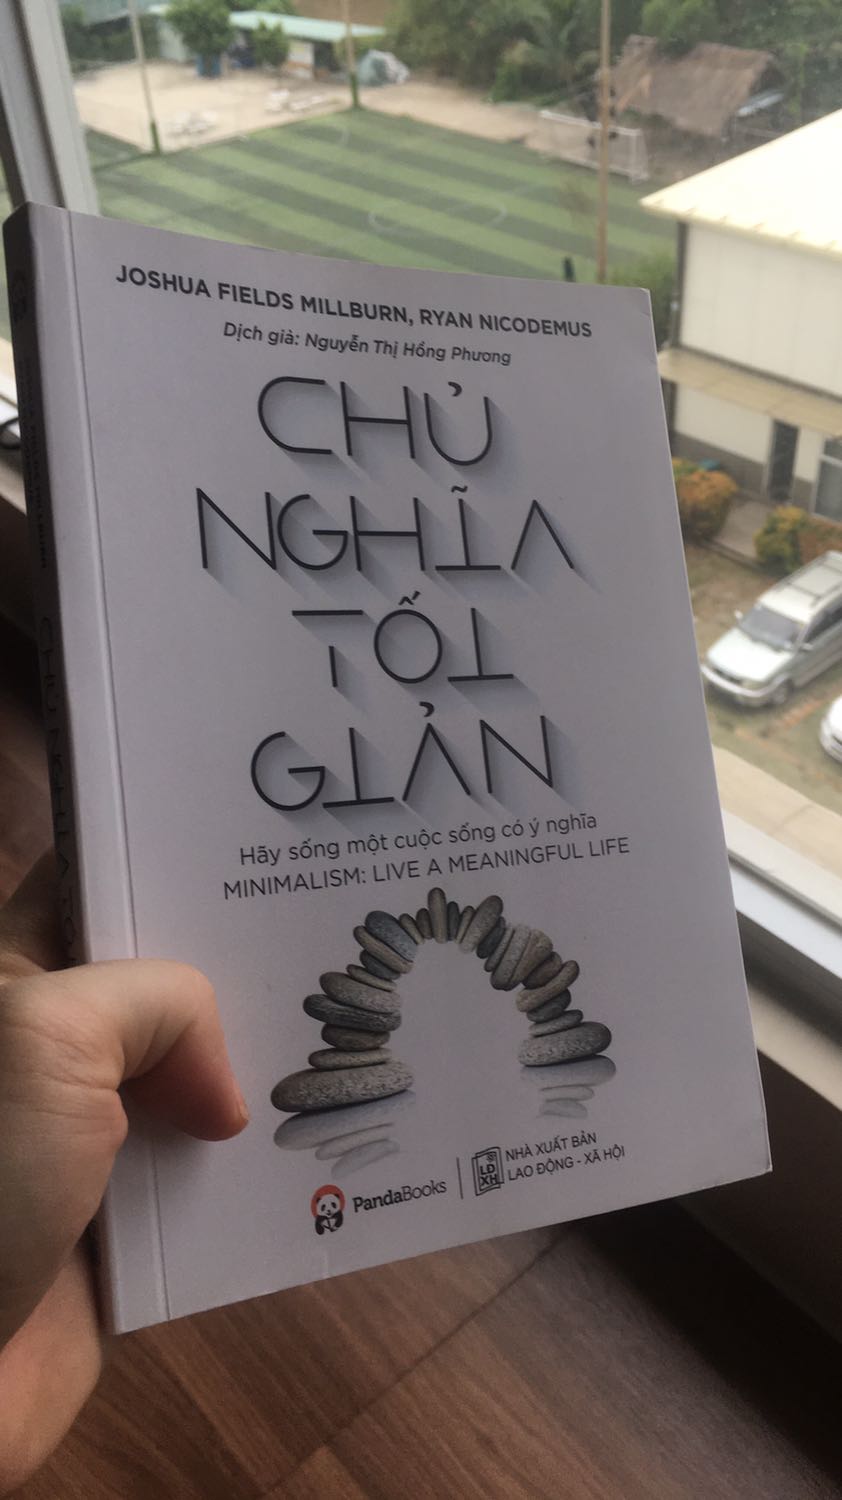 JOSHUA FIELDS MILLBURN, RYAN NICODEMUS
Dịch giả: Nguyễn Thị Hồng Phương
CHỦ
NGHĨA
TỐI
GIẢN
Hãy sống một cuộc sống có ý nghĩa
MINIMALISM: LIVE A MEANINGFUL LIFE
PandaBooks
LĐ
XH
NHÀ XUẤT BẢN
LAO ĐỘNG - XÃ HỘI